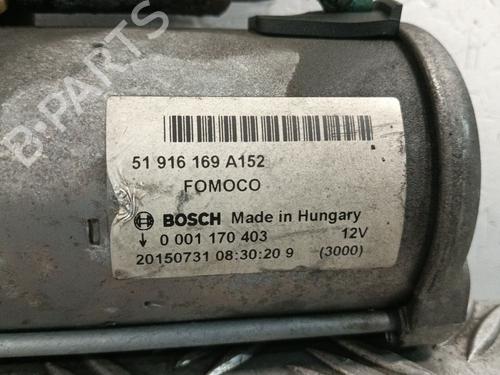 B-PARTS
51 916 169 A152
FOMOCO
BOSCH Made in Hungary
0 001 170 403 12V
20150731 08:30:20 9 (3000)